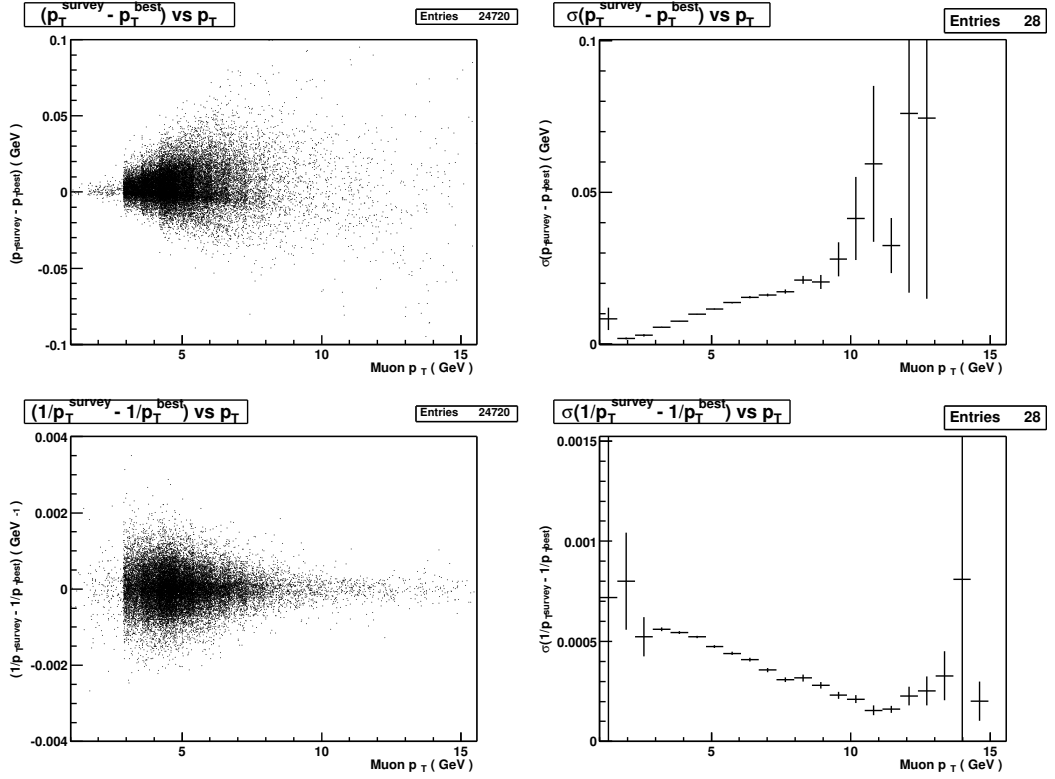 (p_T^survey - p_T^best) vs p_T
Entries 24720
(p_T^survey - p_T^best) ( GeV )
0.1
0.05
0
-0.05
-0.1
5
10
15
Muon p_T ( GeV )
σ(p_T^survey - p_T^best) vs p_T
Entries 28
σ(p_T^survey - p_T^best) ( GeV )
0.1
0.05
0
5
10
15
Muon p_T ( GeV )
(1/p_T^survey - 1/p_T^best) vs p_T
Entries 24720
(1/p_T^survey - 1/p_T^best) ( GeV^-1 )
0.004
0.002
0
-0.002
-0.004
5
10
15
Muon p_T ( GeV )
σ(1/p_T^survey - 1/p_T^best) vs p_T
Entries 28
σ(1/p_T^survey - 1/p_T^best)
0.0015
0.001
0.0005
0
5
10
15
Muon p_T ( GeV )